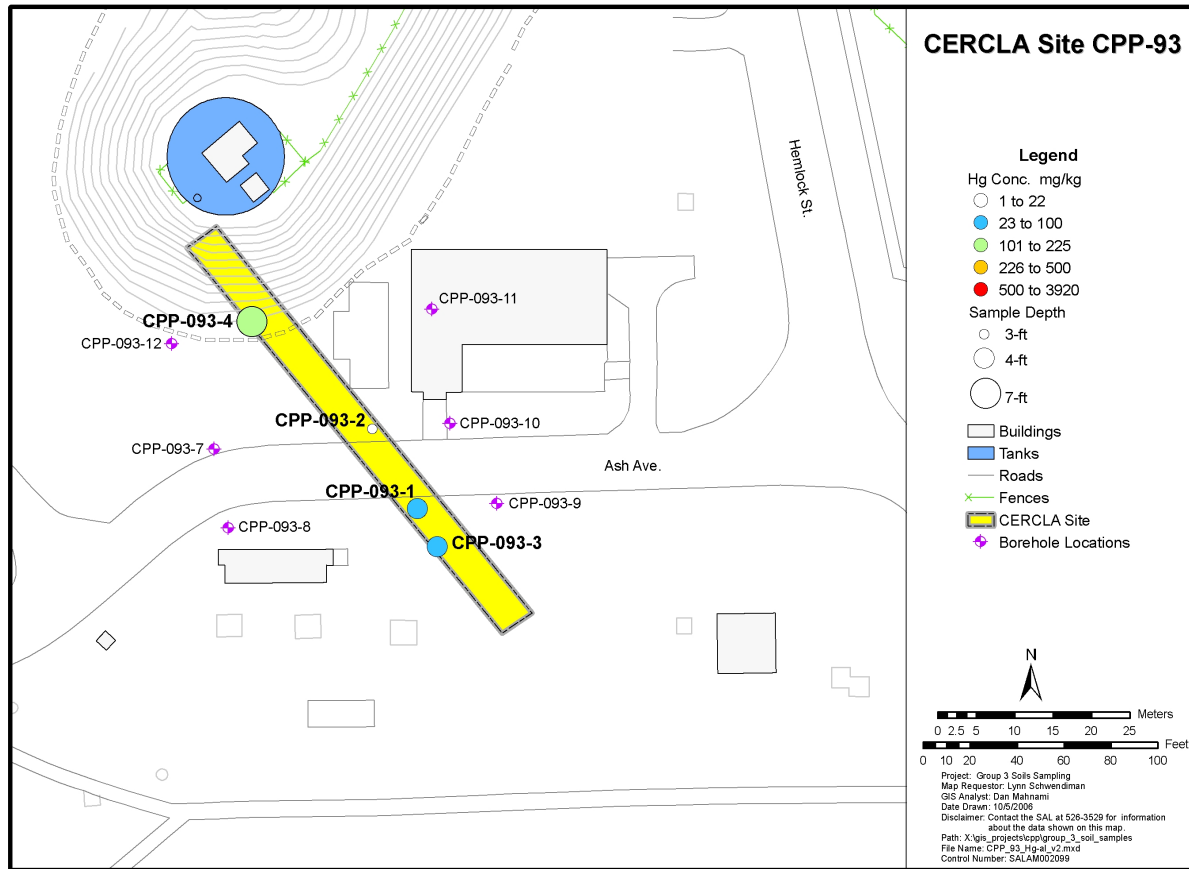 CERCLA Site CPP-93
Legend
Hg Conc. mg/kg
1 to 22
23 to 100
101 to 225
226 to 500
500 to 3920
Sample Depth
3-ft
4-ft
7-ft
Buildings
Tanks
Roads
Fences
CERCLA Site
Borehole Locations
Hemlock St.
CPP-093-11
CPP-093-4
CPP-093-12
CPP-093-2
CPP-093-10
CPP-093-7
Ash Ave.
CPP-093-1
CPP-093-9
CPP-093-8
CPP-093-3
N
Meters
0 2.5 5 10 15 20 25
Feet
0 10 20 40 60 80 100
Project: Group 3 Soils Sampling
Map Requestor: Lynn Schwendiman
GIS Analyst: Dan Mahnami
Date Drawn: 10/5/2006
Disclaimer: Contact the SAL at 526-3529 for information
about the data shown on this map.
Path: X:\gis_projects\cpp\group_3_soil_samples
File Name: CPP_93_Hg-al_v2.mxd
Control Number: SALAM002099